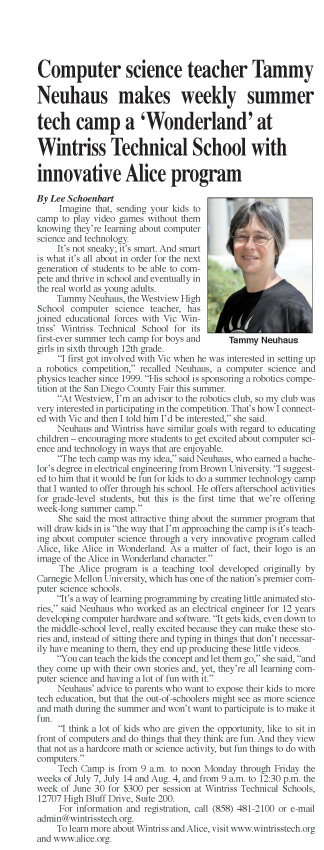 Computer science teacher Tammy
Neuhaus makes weekly summer
tech camp a ‘Wonderland’ at
Wintriss Technical School with
innovative Alice program
By Lee Schoenbart
Imagine that, sending your kids to
camp to play video games without them
knowing they’re learning about computer
science and technology.
It’s not sneaky; it’s smart. And smart
is what it’s all about in order for the next
generation of students to be able to com-
pete and thrive in school and eventually in
the real world as young adults.
Tammy Neuhaus, the Westview High
School computer science teacher, has
joined educational forces with Vic Win-
triss’ Wintriss Technical School for its
first-ever summer tech camp for boys and
girls in sixth through 12th grade.
Tammy Neuhaus
“I first got involved with Vic when he was interested in setting up
a robotics competition,” recalled Neuhaus, a computer science and
physics teacher since 1999. “His school is sponsoring a robotics compe-
tition at the San Diego County Fair this summer.
“At Westview, I’m an advisor to the robotics club, so my club was
very interested in participating in the competition. That’s how I connect-
ed with Vic and then I told him I’d be interested,” she said.
Neuhaus and Wintriss have similar goals with regard to educating
children – encouraging more students to get excited about computer sci-
ence and technology in ways that are enjoyable.
“The tech camp was my idea,” said Neuhaus, who earned a bache-
lor’s degree in electrical engineering from Brown University. “I suggest-
ed to him that it would be fun for kids to do a summer technology camp
that I wanted to offer through his school. He offers afterschool activities
for grade-level students, but this is the first time that we’re offering
week-long summer camp.”
She said the most attractive thing about the summer program that
will draw kids in is “the way that I’m approaching the camp is it’s teach-
ing about computer science through a very innovative program called
Alice, like Alice in Wonderland. As a matter of fact, their logo is an
image of the Alice in Wonderland character.”
The Alice program is a teaching tool developed originally by
Carnegie Mellon University, which has one of the nation’s premier com-
puter science schools.
“It’s a way of learning programming by creating little animated sto-
ries,” said Neuhaus who worked as an electrical engineer for 12 years
developing computer hardware and software. “It gets kids, even down to
the middle-school level, really excited because they can make these sto-
ries and, instead of sitting there and typing in things that don’t necessar-
ily have meaning to them, they end up producing these little videos.
“You can teach the kids the concept and let them go,” she said, “and
they come up with their own stories and, yet, they’re all learning com-
puter science and having a lot of fun with it.”
Neuhaus’ advice to parents who want to expose their kids to more
tech education, but that the out-of-schoolers might see as more science
and math during the summer and won’t want to participate is to make it
fun.
“I think a lot of kids who are given the opportunity, like to sit in
front of computers and do things that they think are fun. And they view
that not as a hardcore math or science activity, but fun things to do with
computers.”
Tech Camp is from 9 a.m. to noon Monday through Friday the
weeks of July 7, July 14 and Aug. 4, and from 9 a.m. to 12:30 p.m. the
week of June 30 for $300 per session at Wintriss Technical Schools,
12707 High Bluff Drive, Suite 200.
For information and registration, call (858) 481-2100 or e-mail
admin@wintrisstech.org.
To learn more about Wintriss and Alice, visit www.wintrisstech.org
and www.alice.org.